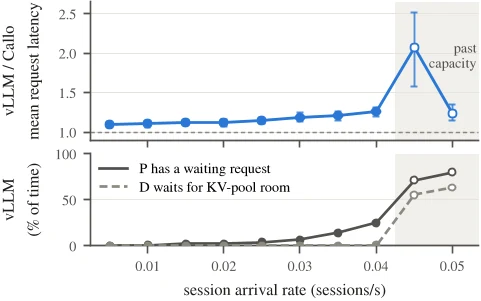 vLLM / Callo
mean request latency
2.5
2.0
1.5
1.0
past
capacity
vLLM
(% of time)
100
50
0
P has a waiting request
D waits for KV-pool room
0.01
0.02
0.03
0.04
0.05
session arrival rate (sessions/s)